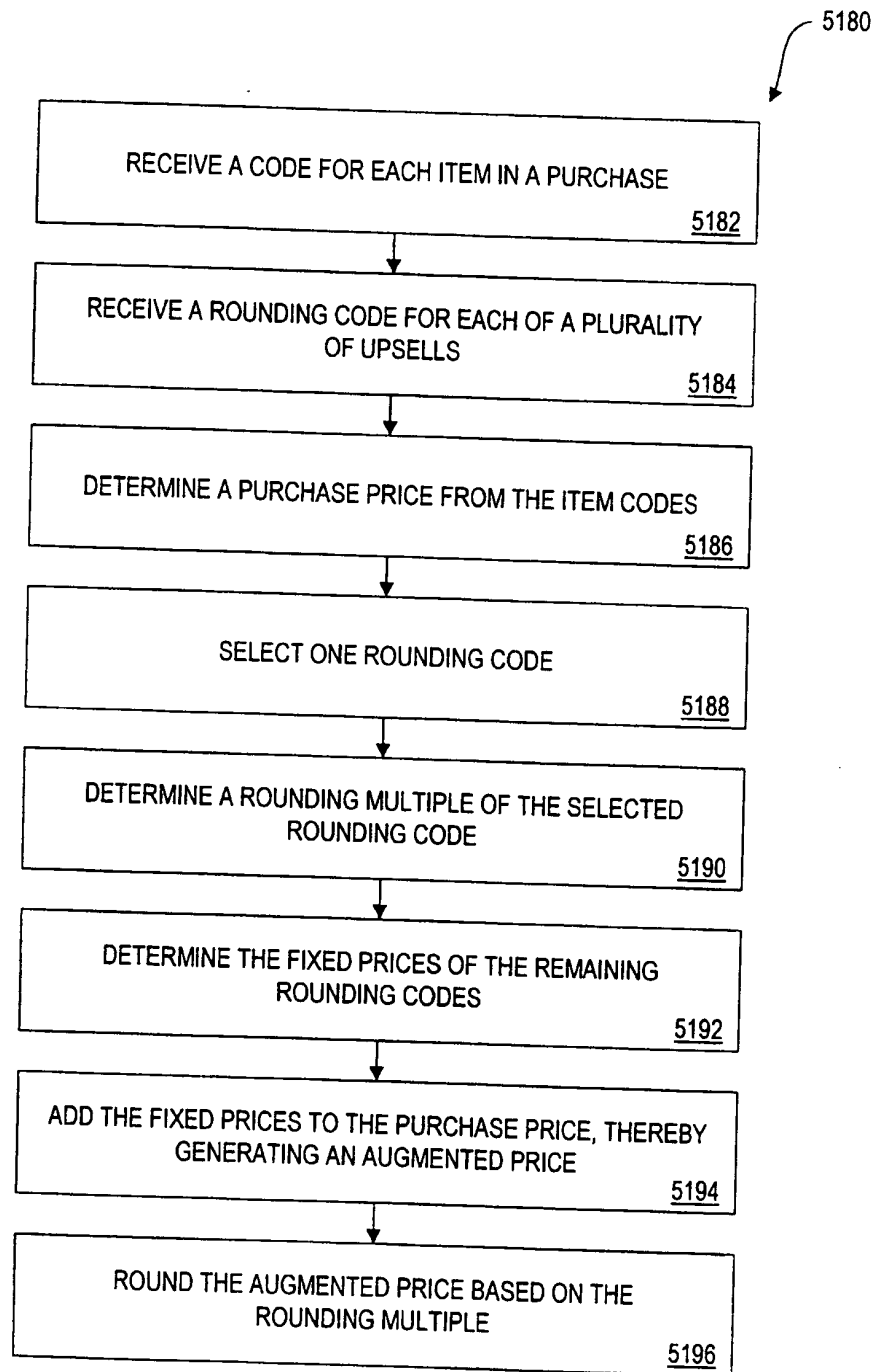 5180
RECEIVE A CODE FOR EACH ITEM IN A PURCHASE
5182
RECEIVE A ROUNDING CODE FOR EACH OF A PLURALITY
OF UPSELLS
5184
DETERMINE A PURCHASE PRICE FROM THE ITEM CODES
5186
SELECT ONE ROUNDING CODE
5188
DETERMINE A ROUNDING MULTIPLE OF THE SELECTED
ROUNDING CODE
5190
DETERMINE THE FIXED PRICES OF THE REMAINING
ROUNDING CODES
5192
ADD THE FIXED PRICES TO THE PURCHASE PRICE, THEREBY
GENERATING AN AUGMENTED PRICE
5194
ROUND THE AUGMENTED PRICE BASED ON THE
ROUNDING MULTIPLE
5196